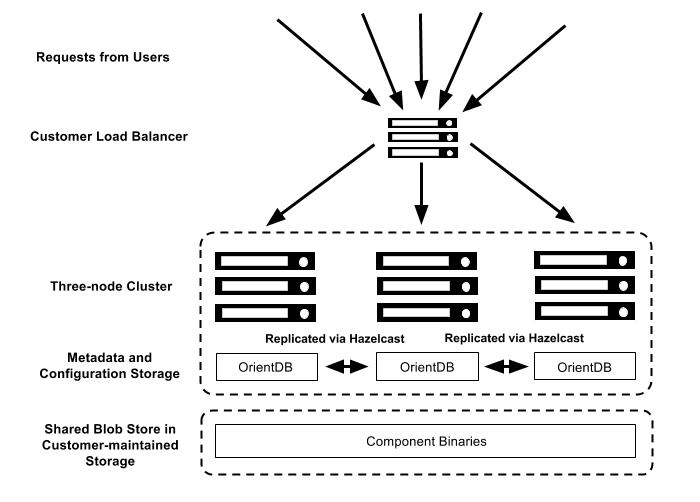 Requests from Users
Customer Load Balancer
Three-node Cluster
Replicated via Hazelcast
Replicated via Hazelcast
Metadata and
Configuration Storage
OrientDB
OrientDB
OrientDB
Shared Blob Store in
Customer-maintained
Storage
Component Binaries